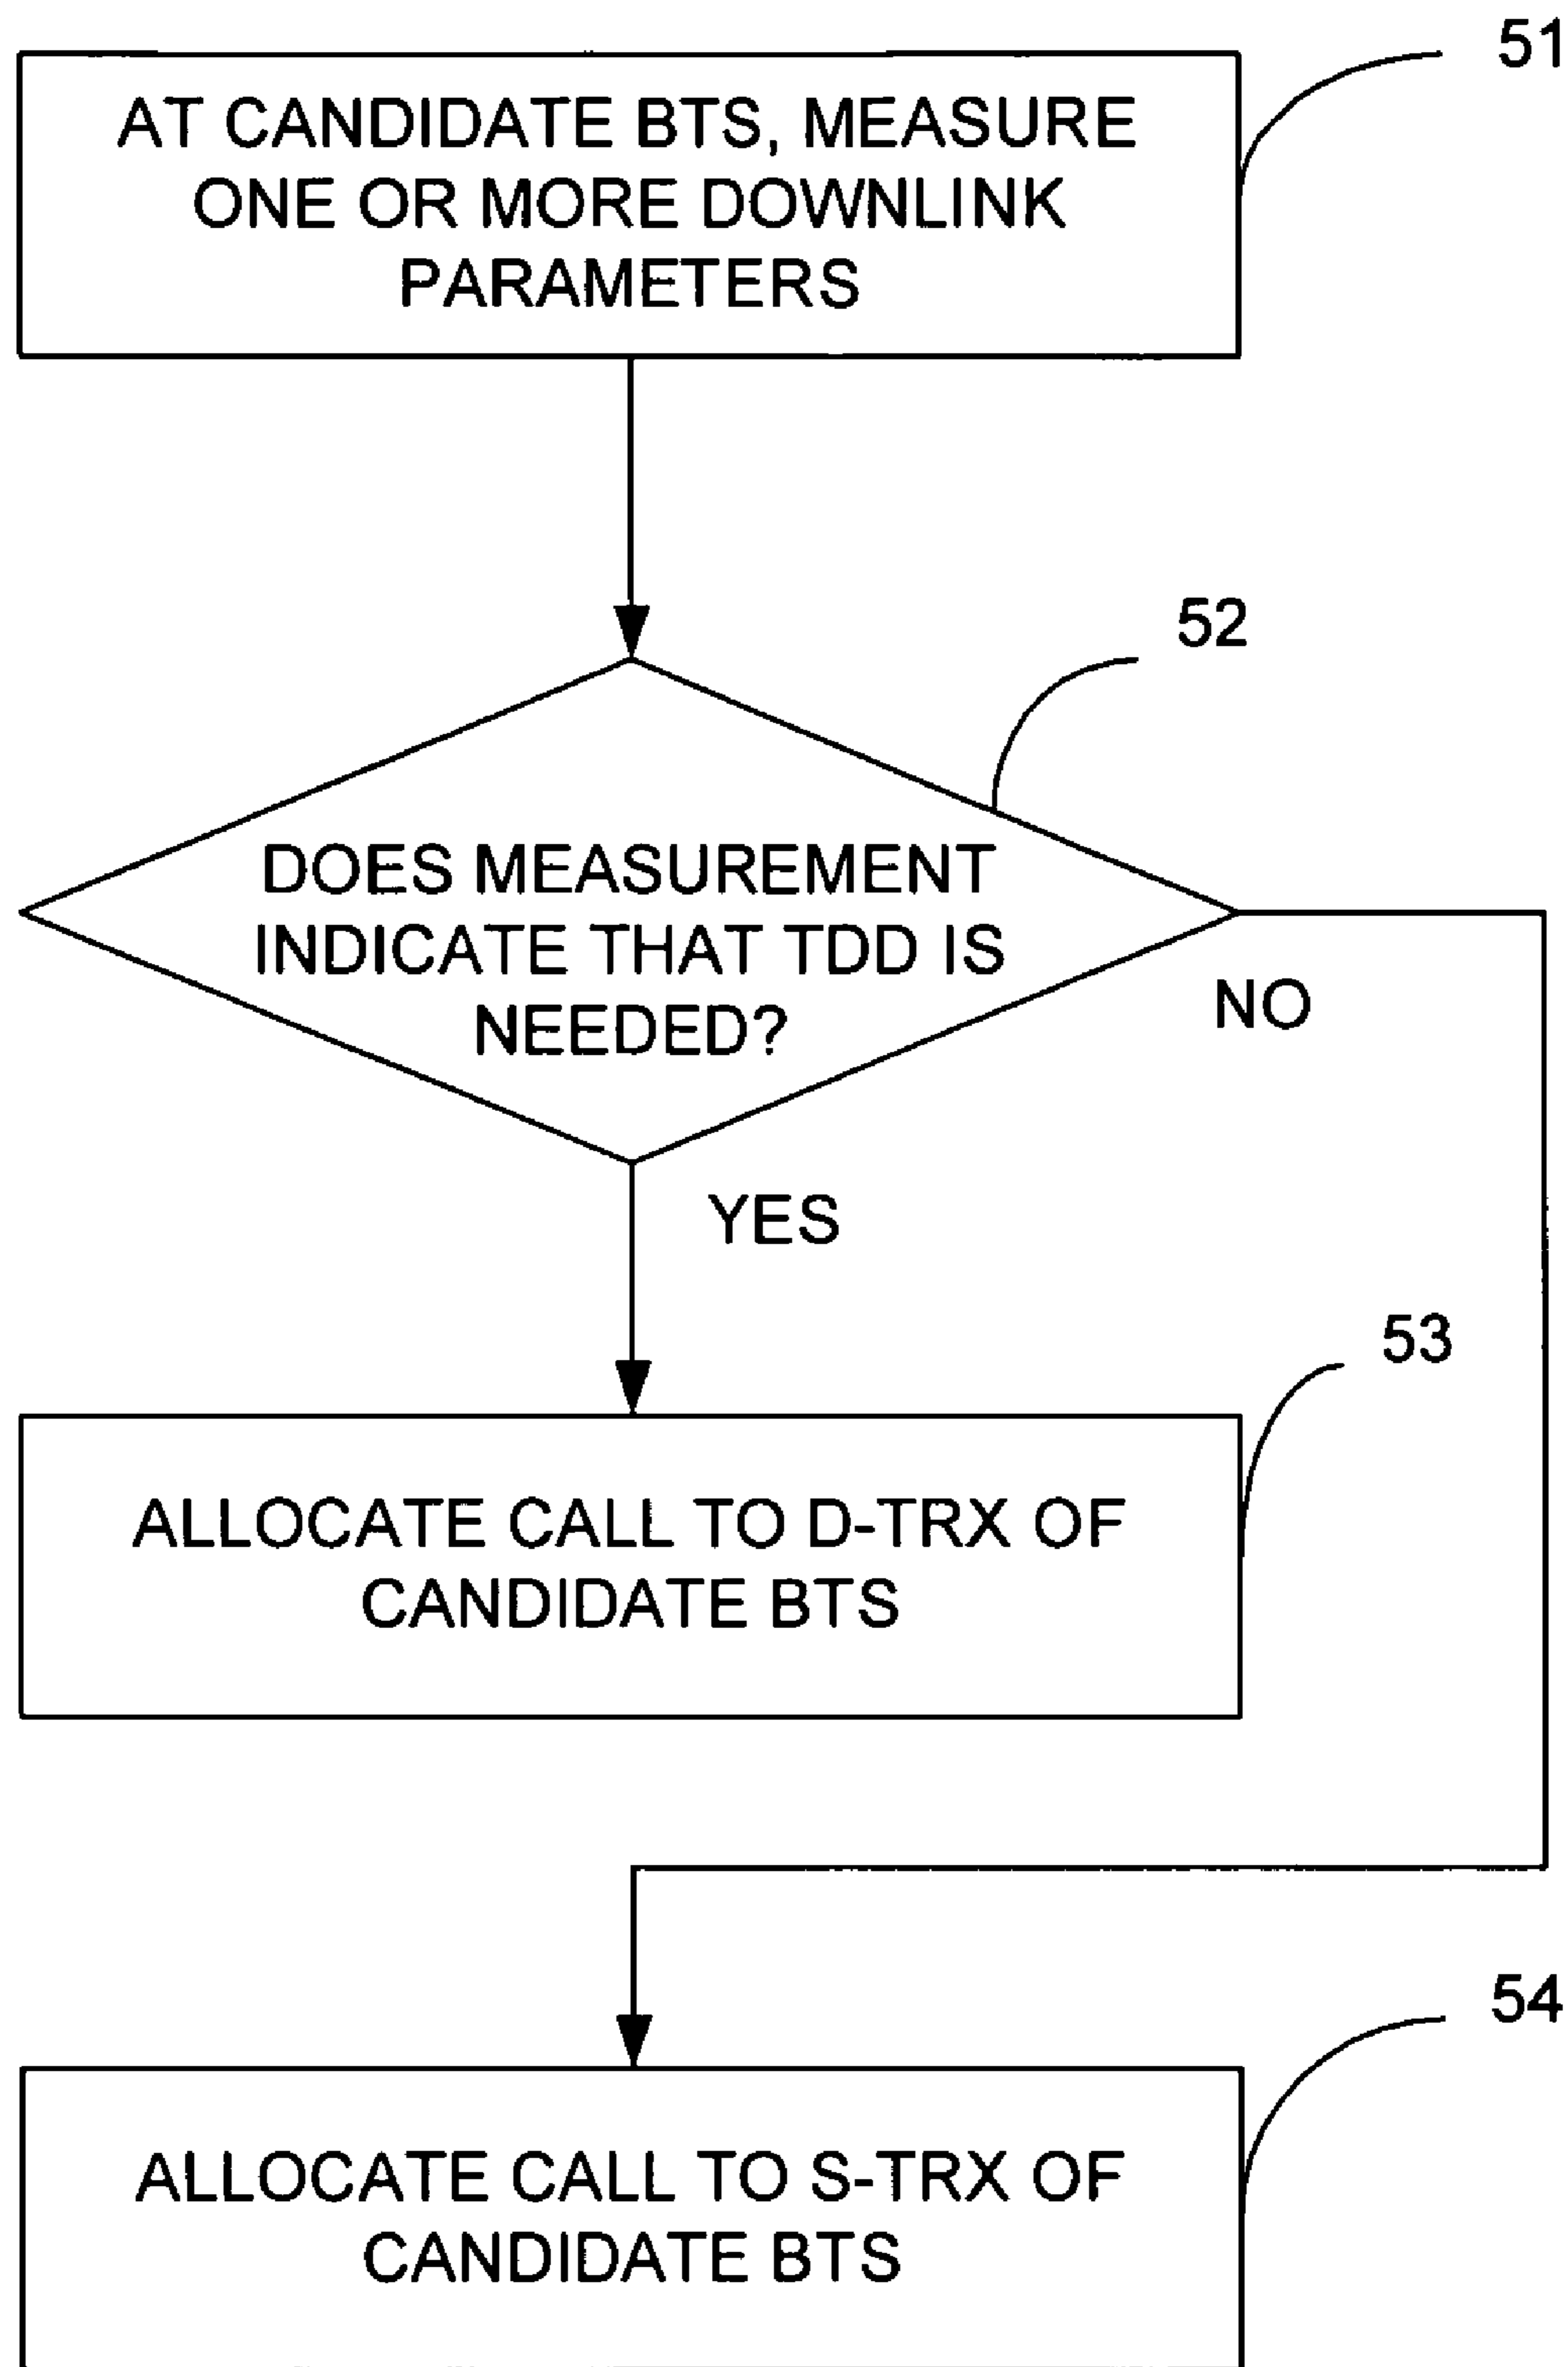 51
AT CANDIDATE BTS, MEASURE
ONE OR MORE DOWNLINK
PARAMETERS
52
DOES MEASUREMENT
INDICATE THAT TDD IS
NEEDED?
NO
YES
53
ALLOCATE CALL TO D-TRX OF
CANDIDATE BTS
54
ALLOCATE CALL TO S-TRX OF
CANDIDATE BTS